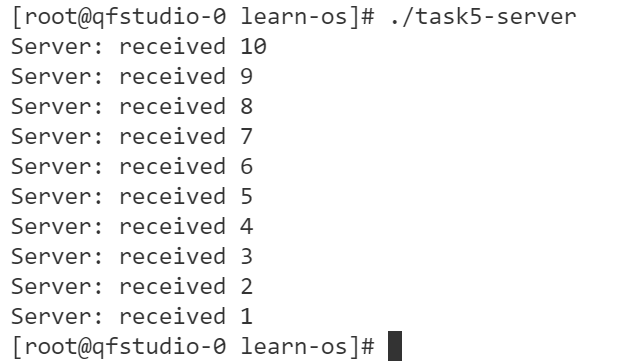 [root@qfstudio-0 learn-os]# ./task5-server
Server: received 10
Server: received 9
Server: received 8
Server: received 7
Server: received 6
Server: received 5
Server: received 4
Server: received 3
Server: received 2
Server: received 1
[root@qfstudio-0 learn-os]#